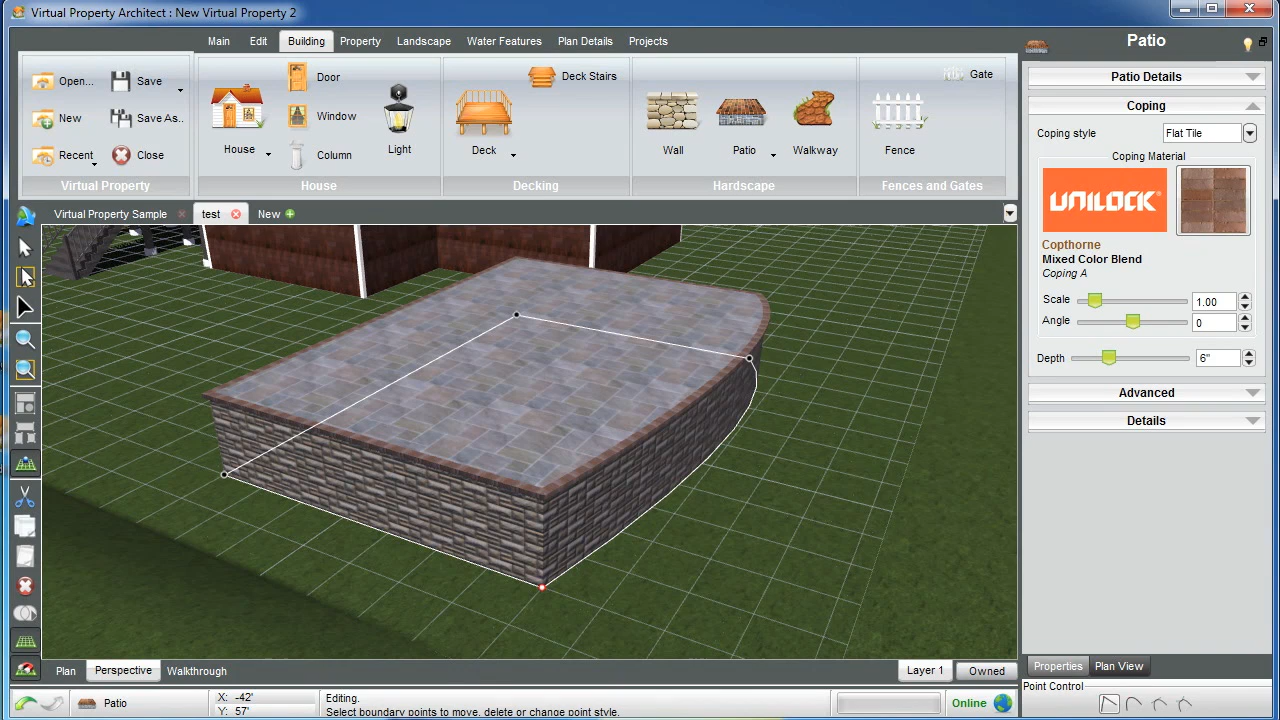 Virtual Property Architect : New Virtual Property 2
Main Edit Building Property Landscape Water Features Plan Details Projects
Open... Save
New Save As..
Recent Close
Virtual Property
House
Door
Window
Column
Light
House
Deck
Deck Stairs
Decking
Wall Patio Walkway
Hardscape
Gate
Fence
Fences and Gates
Virtual Property Sample test New
Patio
Patio Details
Coping
Coping style Flat Tile
Coping Material
UNILOCK
Copthorne
Mixed Color Blend
Coping A
Scale 1.00
Angle 0
Depth 6"
Advanced
Details
Plan Perspective Walkthrough
Layer 1 Owned
Properties Plan View
Point Control
Patio
X: -42'
Y: 57'
Editing.
Select boundary points to move, delete or change point style.
Online